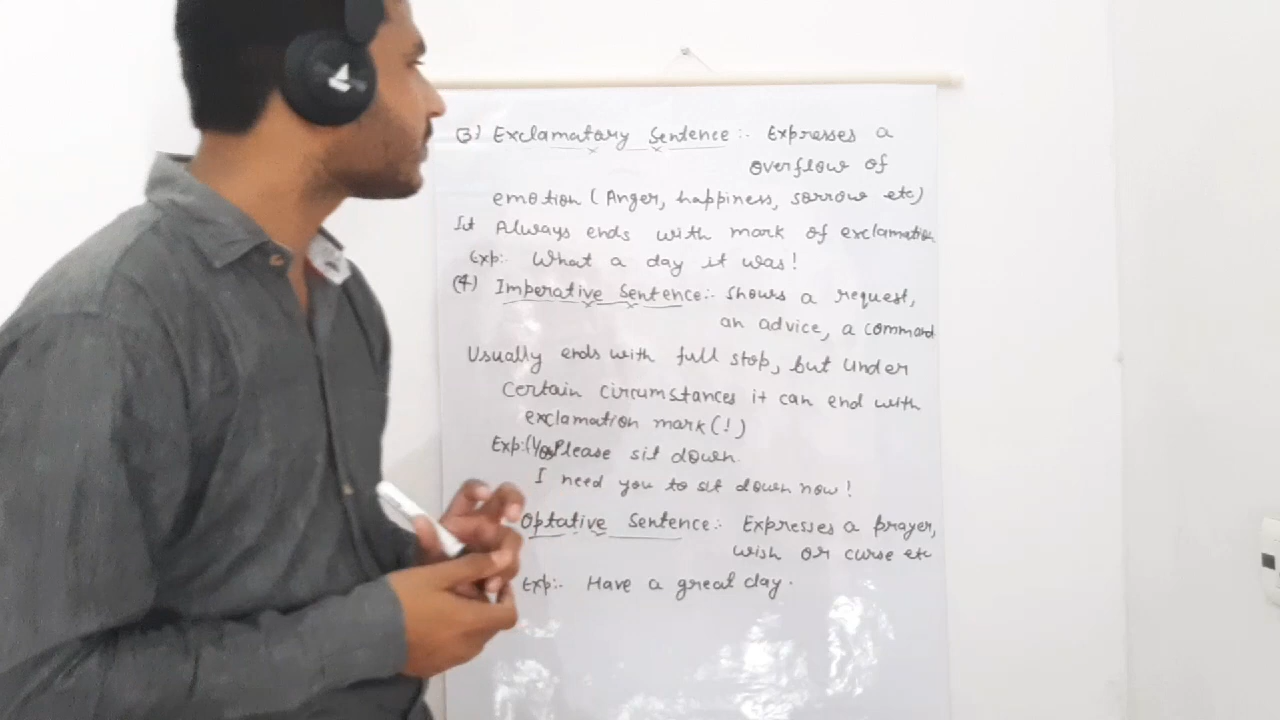 (3) Exclamatory Sentence:- Expresses a
overflow of
emotion (Anger, happiness, sorrow etc)
It Always ends with mark of exclamation
Exp:- What a day it was!
(4) Imperative Sentence:- Shows a request,
an advice, a command
Usually ends with full stop, but under
certain circumstances it can end with
exclamation mark (!)
Exp:- Please sit down.
I need you to sit down now!
Optative Sentence:- Expresses a prayer,
wish or curse etc
Exp:- Have a great day.